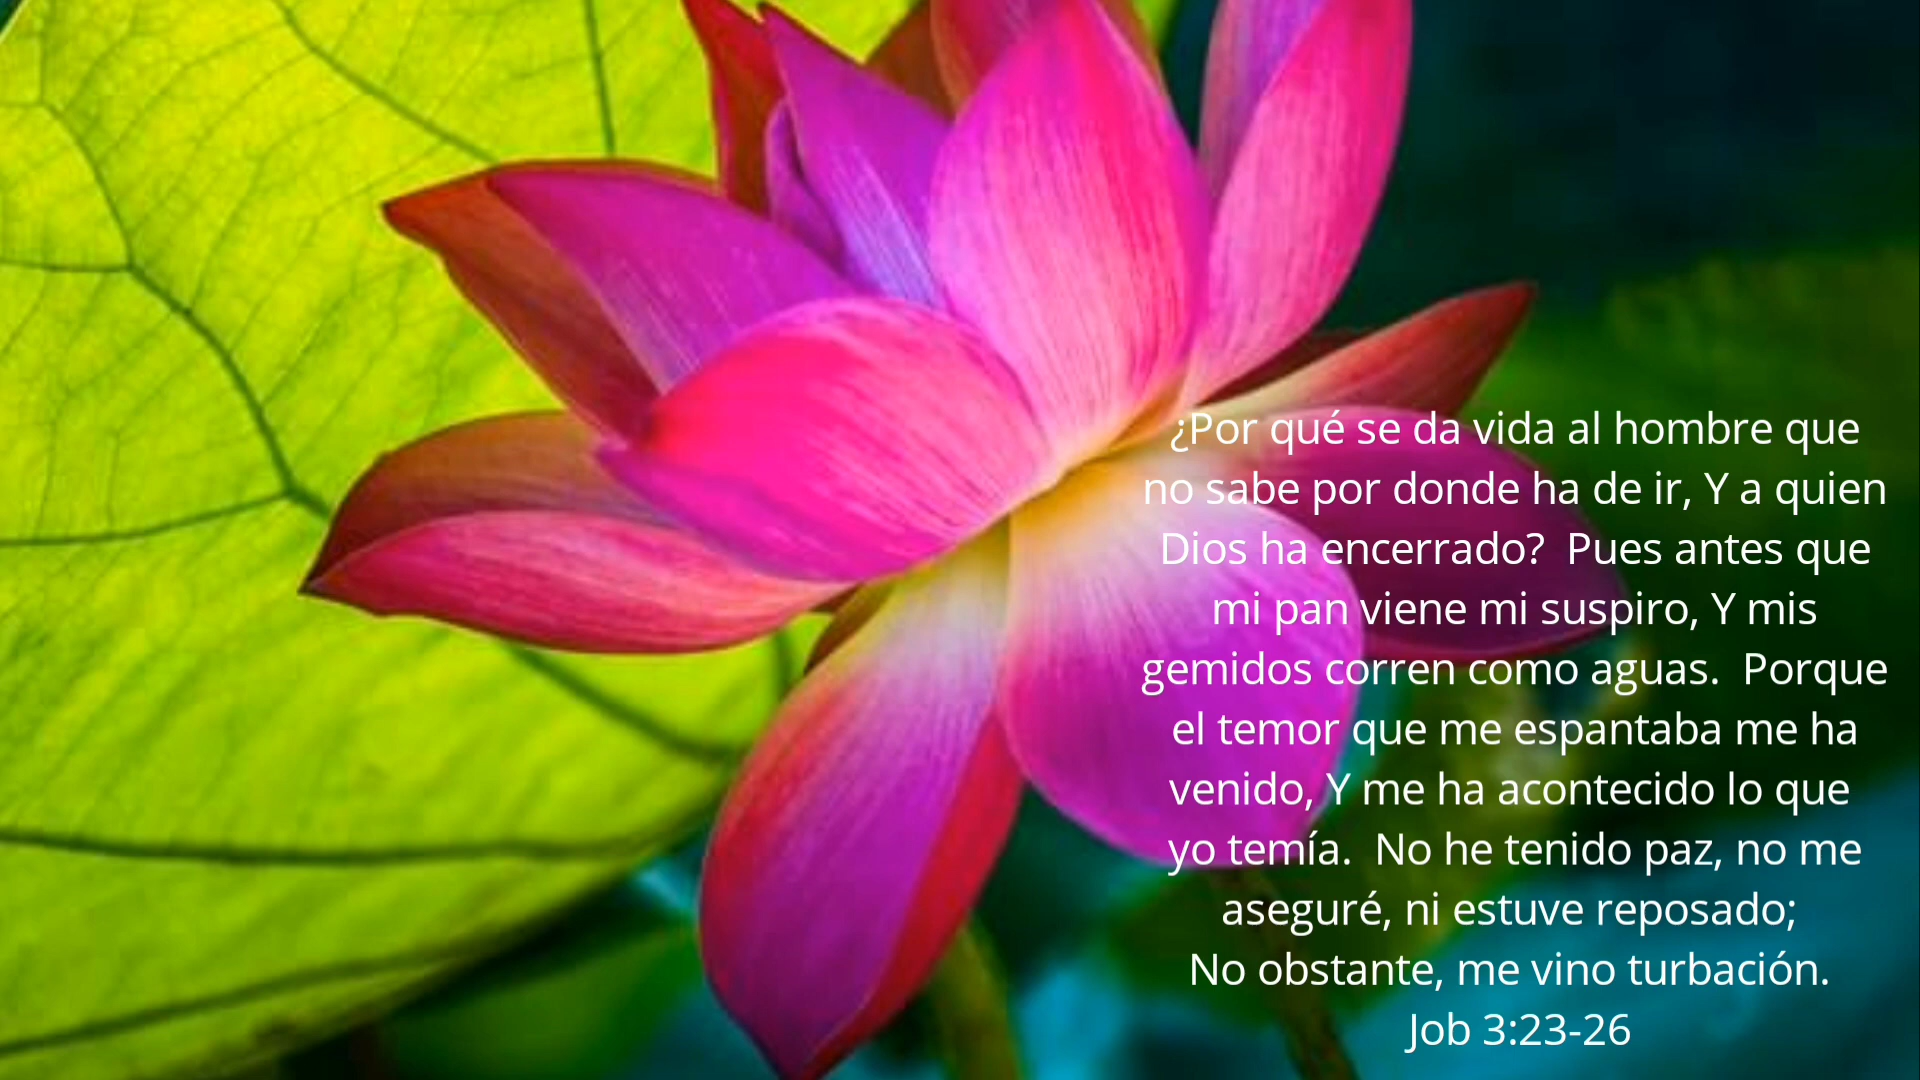 ¿Por qué se da vida al hombre que
no sabe por donde ha de ir, Y a quien
Dios ha encerrado?  Pues antes que
mi pan viene mi suspiro, Y mis
gemidos corren como aguas.  Porque
el temor que me espantaba me ha
venido, Y me ha acontecido lo que
yo temía.  No he tenido paz, no me
aseguré, ni estuve reposado;
No obstante, me vino turbación.
Job 3:23-26